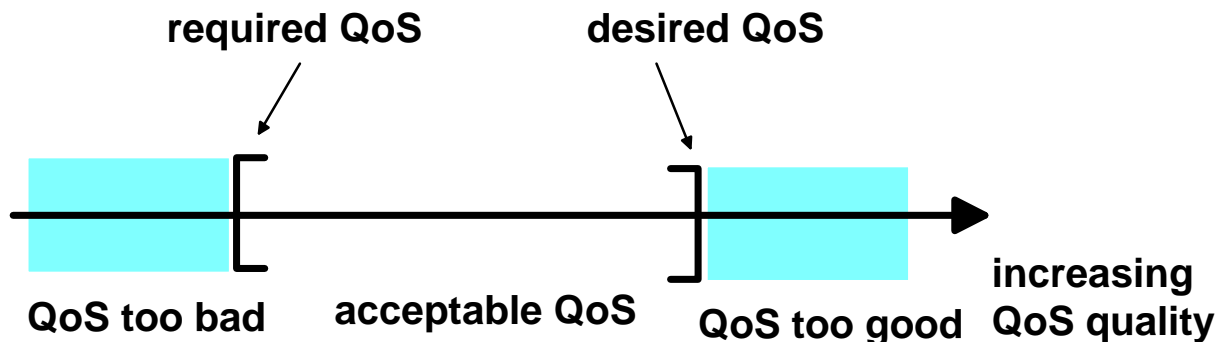 required QoS
desired QoS
QoS too bad
acceptable QoS
QoS too good
increasing
QoS quality